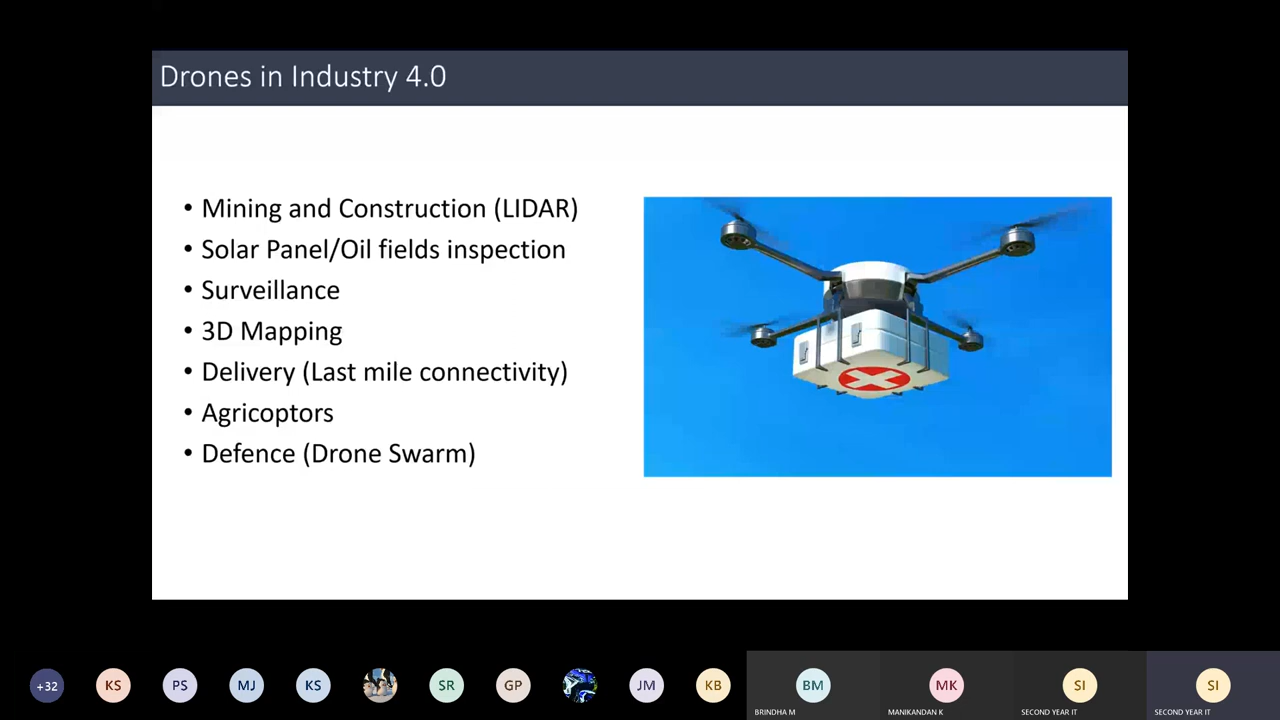 Drones in Industry 4.0
• Mining and Construction (LIDAR)
• Solar Panel/Oil fields inspection
• Surveillance
• 3D Mapping
• Delivery (Last mile connectivity)
• Agricoptors
• Defence (Drone Swarm)
+32
KS
PS
MJ
KS
SR
GP
JM
KB
BM
MK
SI
SI
BRINDHA M
MANIKANDAN K
SECOND YEAR IT
SECOND YEAR IT